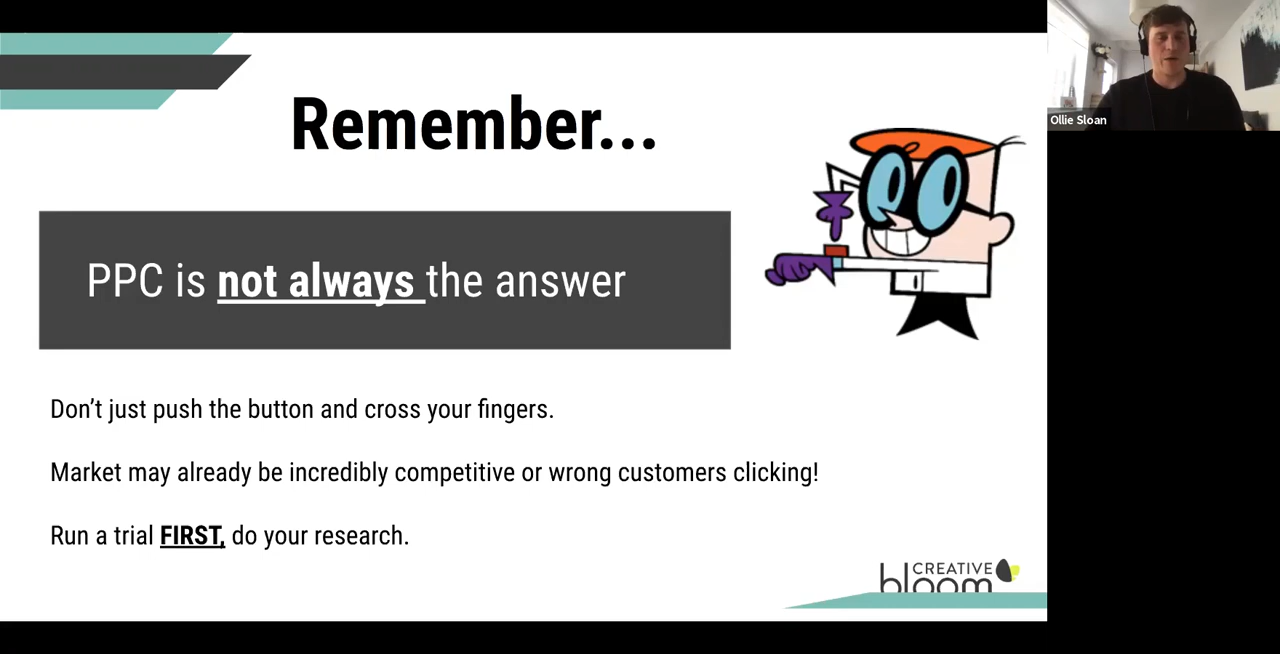 Remember...
PPC is not always the answer
Don't just push the button and cross your fingers.
Market may already be incredibly competitive or wrong customers clicking!
Run a trial FIRST, do your research.
CREATIVE
bloom
Ollie Sloan